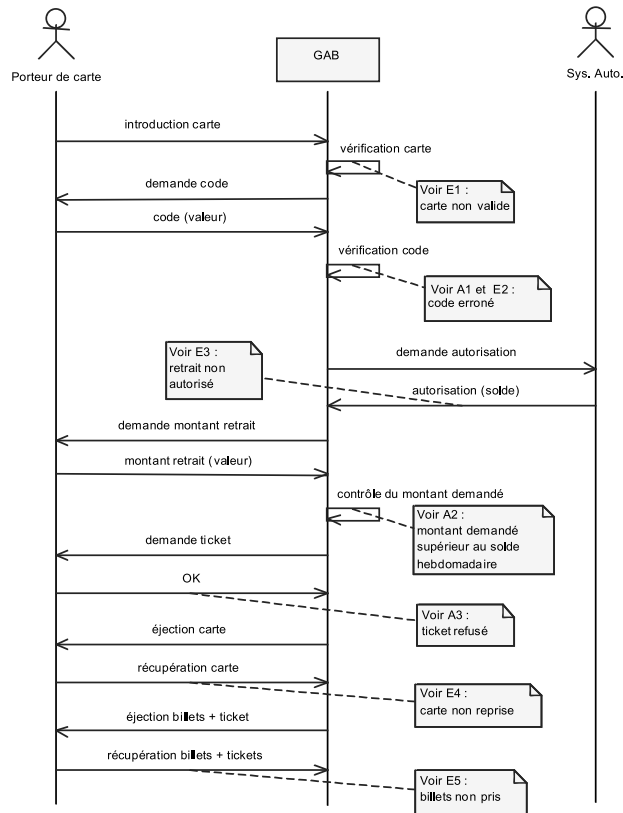 GAB
Porteur de carte
Sys. Auto.
introduction carte
vérification carte
demande code
Voir E1 :
carte non valide
code (valeur)
vérification code
Voir A1 et E2 :
code erroné
Voir E3 :
retrait non
autorisé
demande autorisation
autorisation (solde)
demande montant retrait
montant retrait (valeur)
contrôle du montant demandé
Voir A2 :
montant demandé
supérieur au solde
hebdomadaire
demande ticket
OK
Voir A3 :
ticket refusé
éjection carte
récupération carte
Voir E4 :
carte non reprise
éjection billets + ticket
récupération billets + tickets
Voir E5 :
billets non pris